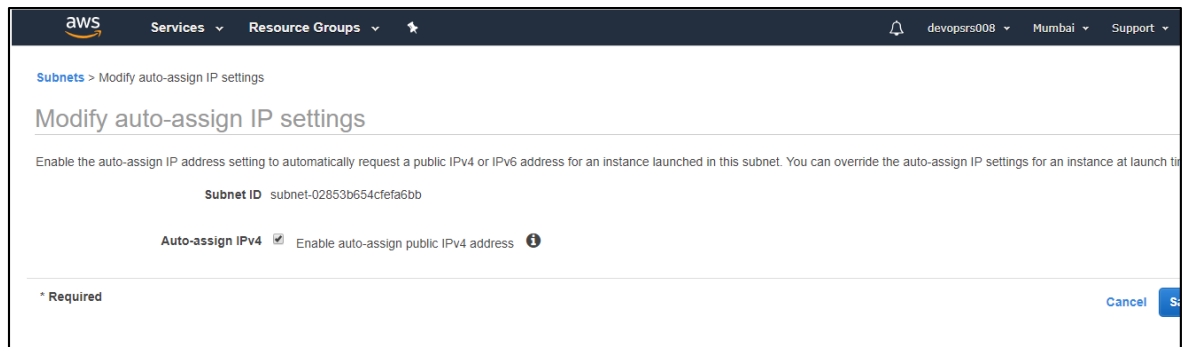 aws Services Resource Groups devopsrs008 Mumbai Support
Subnets > Modify auto-assign IP settings
Modify auto-assign IP settings
Enable the auto-assign IP address setting to automatically request a public IPv4 or IPv6 address for an instance launched in this subnet. You can override the auto-assign IP settings for an instance at launch
Subnet ID subnet-02853b654cfefa6bb
Auto-assign IPv4 Enable auto-assign public IPv4 address
* Required
Cancel